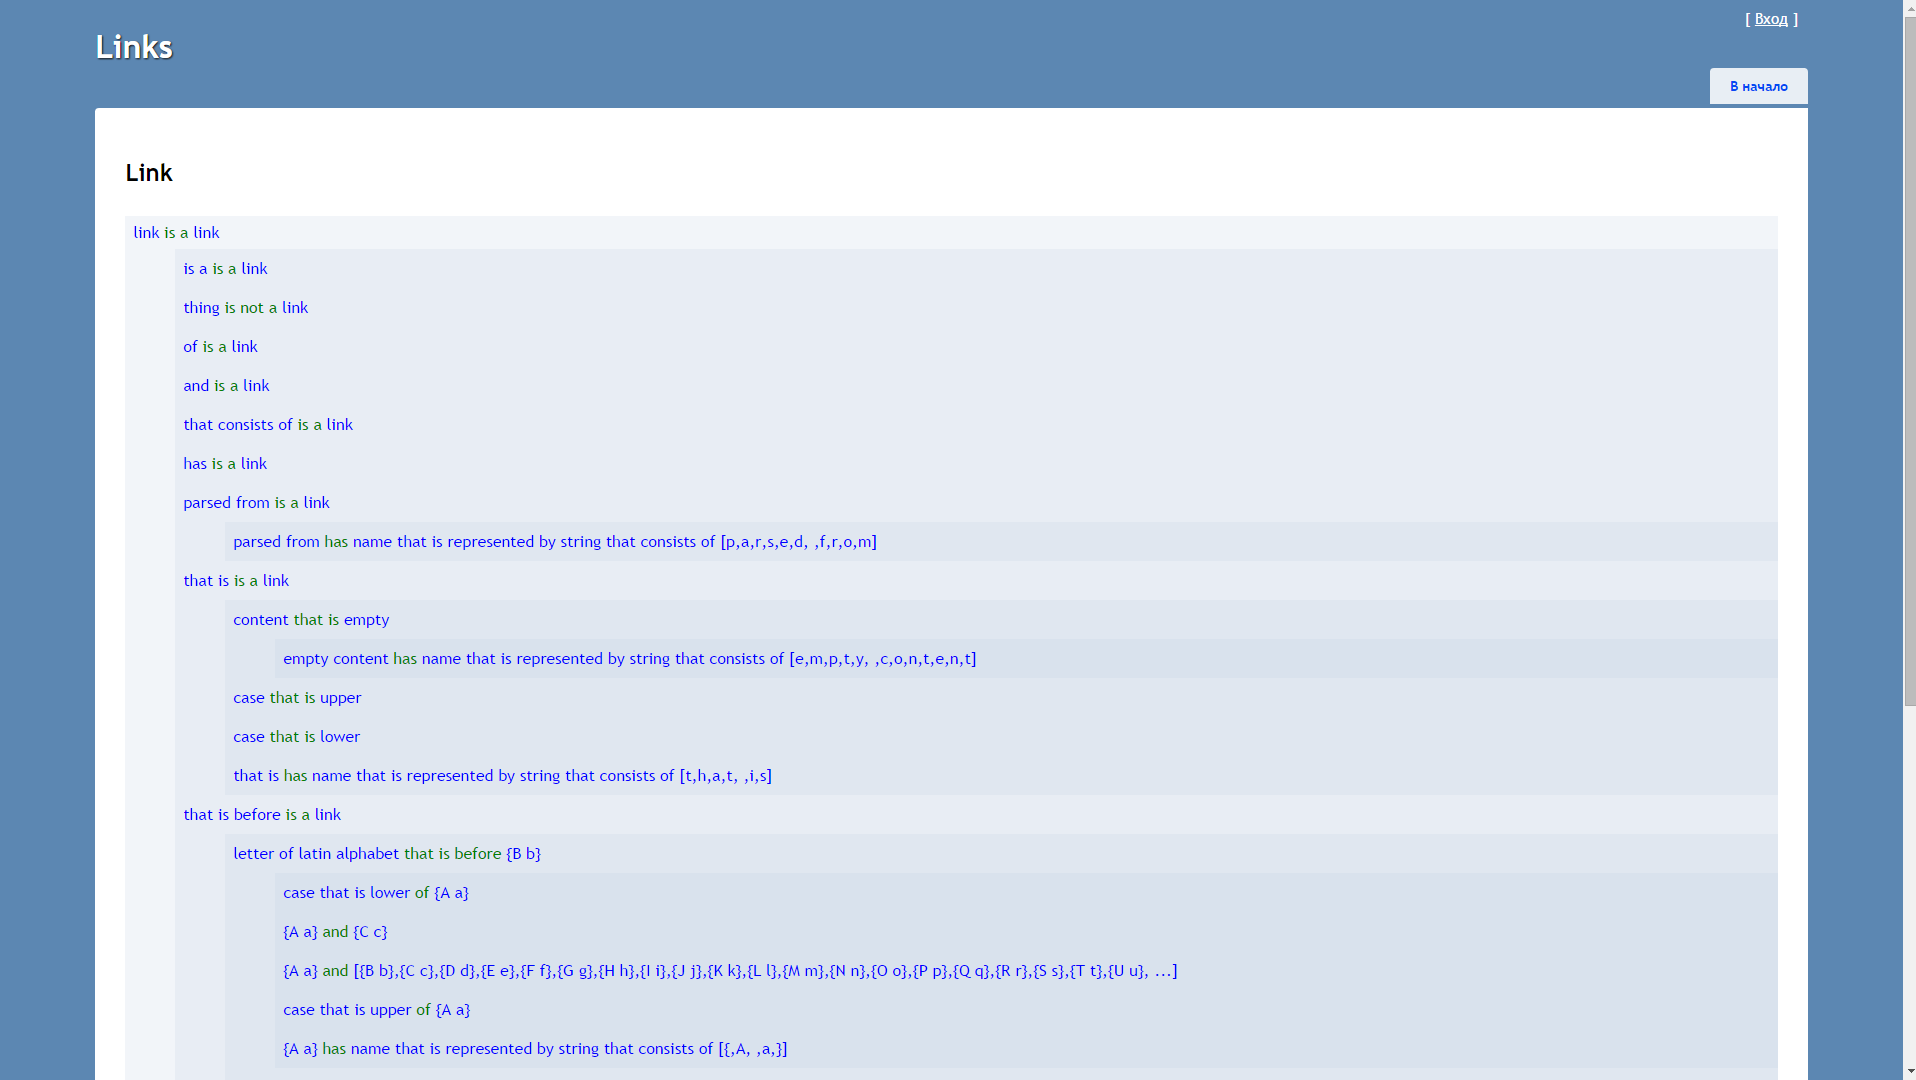 [ Вход ]
Links
В начало
Link
link is a link
is a is a link
thing is not a link
of is a link
and is a link
that consists of is a link
has is a link
parsed from is a link
parsed from has name that is represented by string that consists of [p,a,r,s,e,d, ,f,r,o,m]
that is is a link
content that is empty
empty content has name that is represented by string that consists of [e,m,p,t,y, ,c,o,n,t,e,n,t]
case that is upper
case that is lower
that is has name that is represented by string that consists of [t,h,a,t, ,i,s]
that is before is a link
letter of latin alphabet that is before {B b}
case that is lower of {A a}
{A a} and {C c}
{A a} and [{B b},{C c},{D d},{E e},{F f},{G g},{H h},{I i},{J j},{K k},{L l},{M m},{N n},{O o},{P p},{Q q},{R r},{S s},{T t},{U u}, ...]
case that is upper of {A a}
{A a} has name that is represented by string that consists of [{,A, ,a,}]